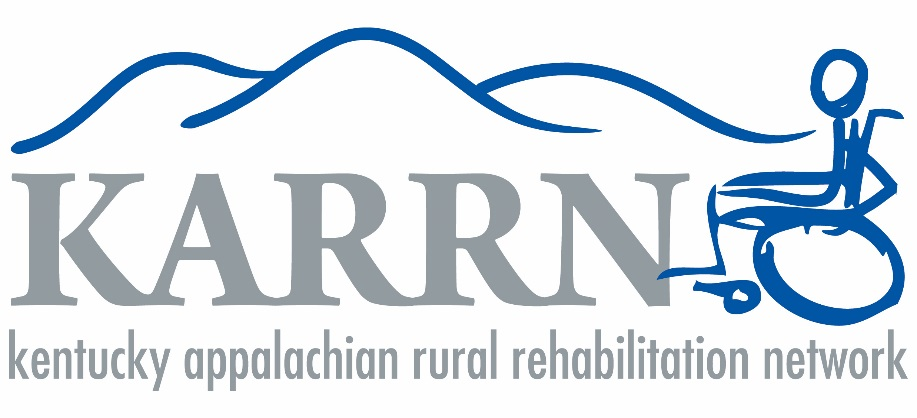 KARRN
kentucky appalachian rural rehabilitation network